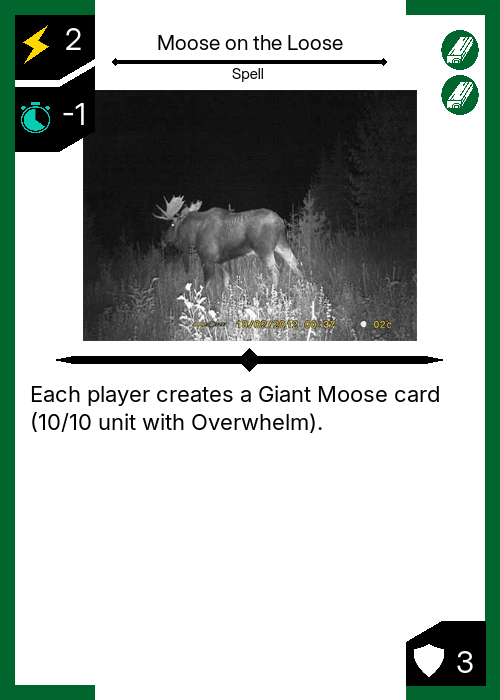 2
Moose on the Loose
Spell
-1
Each player creates a Giant Moose card
(10/10 unit with Overwhelm).
3